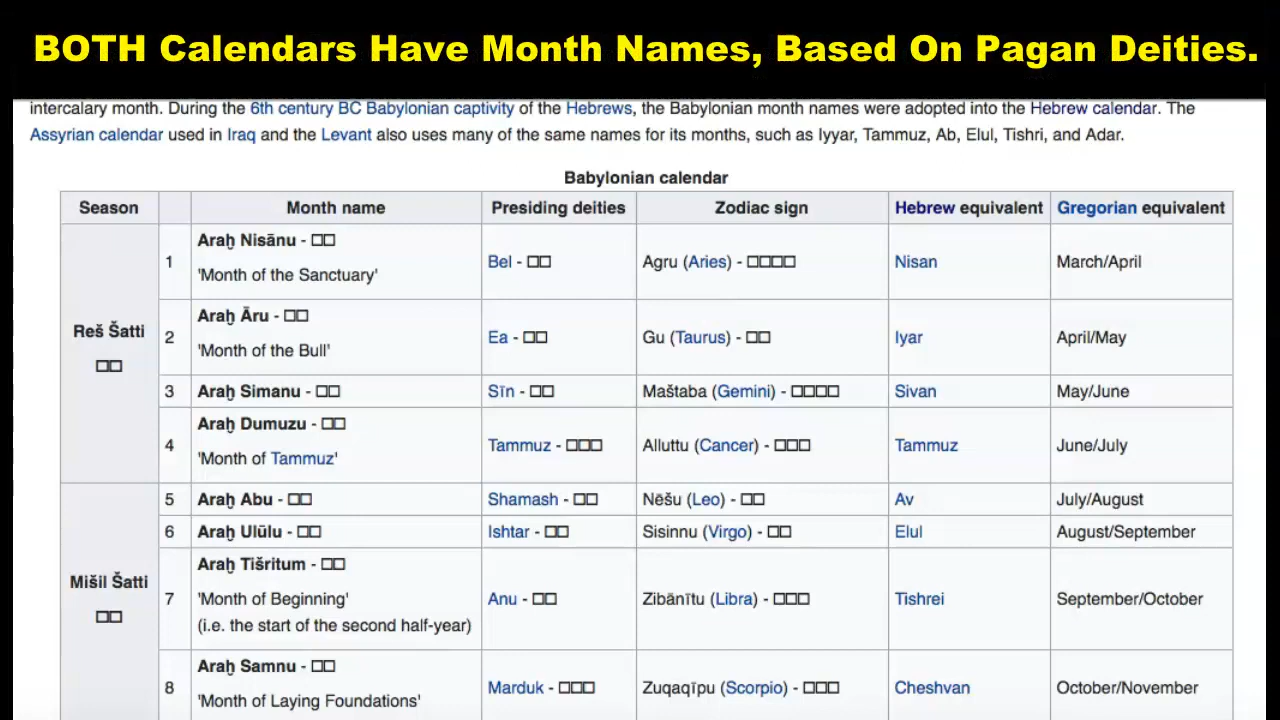 BOTH Calendars Have Month Names, Based On Pagan Deities.
intercalary month. During the 6th century BC Babylonian captivity of the Hebrews, the Babylonian month names were adopted into the Hebrew calendar. The
Assyrian calendar used in Iraq and the Levant also uses many of the same names for its months, such as Iyyar, Tammuz, Ab, Elul, Tishri, and Adar.
Babylonian calendar
Season Month name Presiding deities Zodiac sign Hebrew equivalent Gregorian equivalent
Reš Šatti
□□
1 Araḫ Nisānu - □□
'Month of the Sanctuary'
Bel - □□ Agru (Aries) - □□□□ Nisan March/April
2 Araḫ Āru - □□
'Month of the Bull'
Ea - □□ Gu (Taurus) - □□ Iyar April/May
3 Araḫ Simanu - □□ Sīn - □□ Maštaba (Gemini) - □□□□ Sivan May/June
4 Araḫ Dumuzu - □□
'Month of Tammuz'
Tammuz - □□□ Alluttu (Cancer) - □□□ Tammuz June/July
Mišil Šatti
□□
5 Araḫ Abu - □□ Shamash - □□ Nēšu (Leo) - □□ Av July/August
6 Araḫ Ulūlu - □□ Ishtar - □□ Sisinnu (Virgo) - □□ Elul August/September
7 Araḫ Tišritum - □□
'Month of Beginning'
(i.e. the start of the second half-year)
Anu - □□ Zibānītu (Libra) - □□□ Tishrei September/October
8 Araḫ Samnu - □□
'Month of Laying Foundations'
Marduk - □□□ Zuqaqīpu (Scorpio) - □□□ Cheshvan October/November